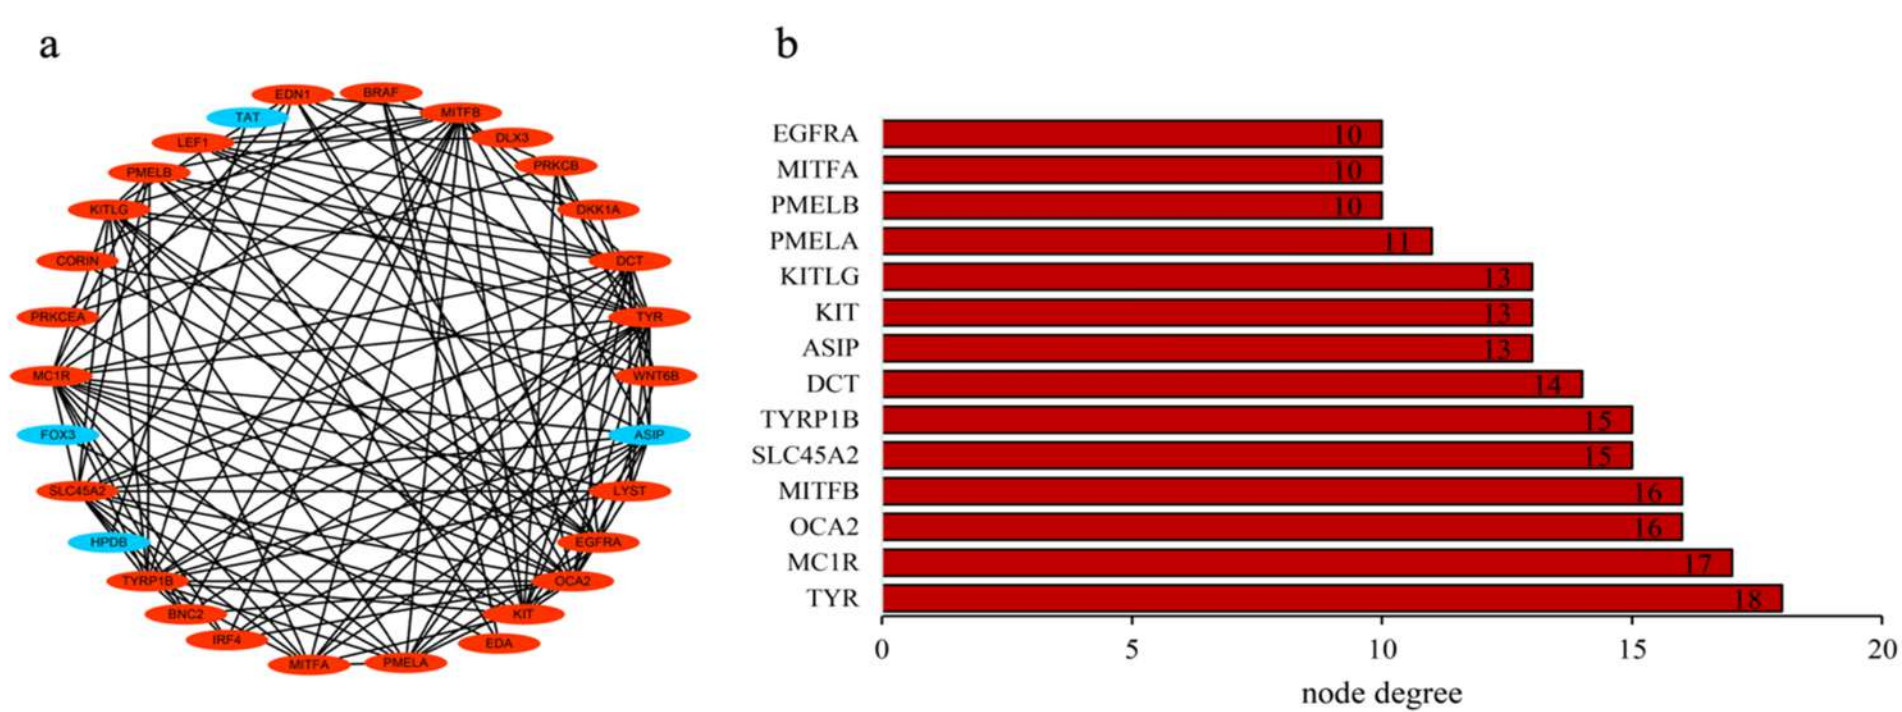 a
EDN1
BRAF
TAT
MITFB
LEF1
DLX3
PMELB
PRKCB
KITLG
DKK1A
CORIN
DCT
PRKCEA
TYR
MC1R
WNT6B
FOX3
ASIP
SLC45A2
LYST
HPDB
EGFRA
TYRP1B
OCA2
BNC2
KIT
IRF4
EDA
MITFA
PMELA
b
EGFRA 10
MITFA 10
PMELB 10
PMELA 11
KITLG 13
KIT 13
ASIP 13
DCT 14
TYRP1B 15
SLC45A2 15
MITFB 16
OCA2 16
MC1R 17
TYR 18
0 5 10 15 20
node degree